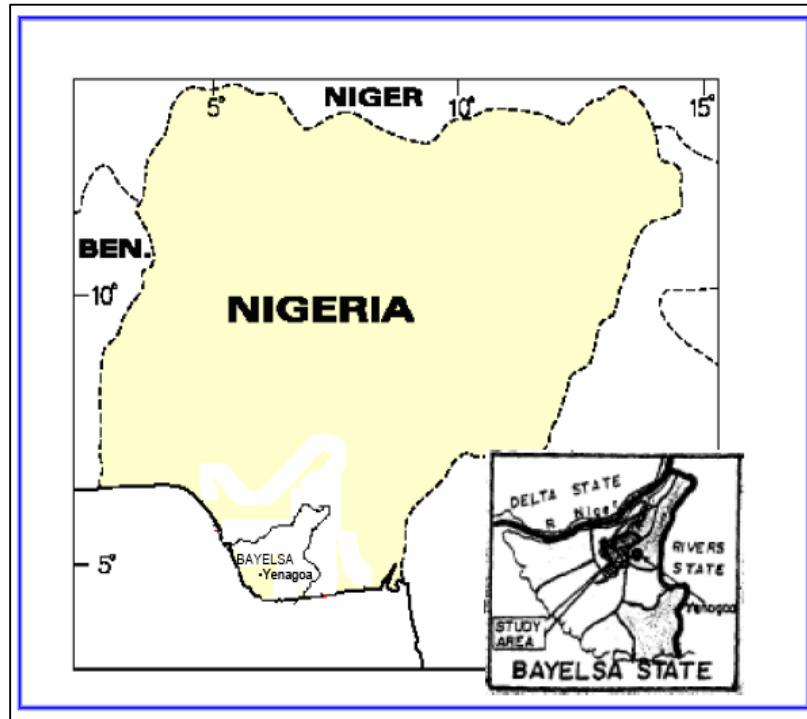 NIGER
5°
10°
15°
BEN.
10°
NIGERIA
5°
BAYELSA
Yenagoa
DELTA STATE
R Niger
RIVERS
STATE
Yenagoa
STUDY
AREA
BAYELSA STATE